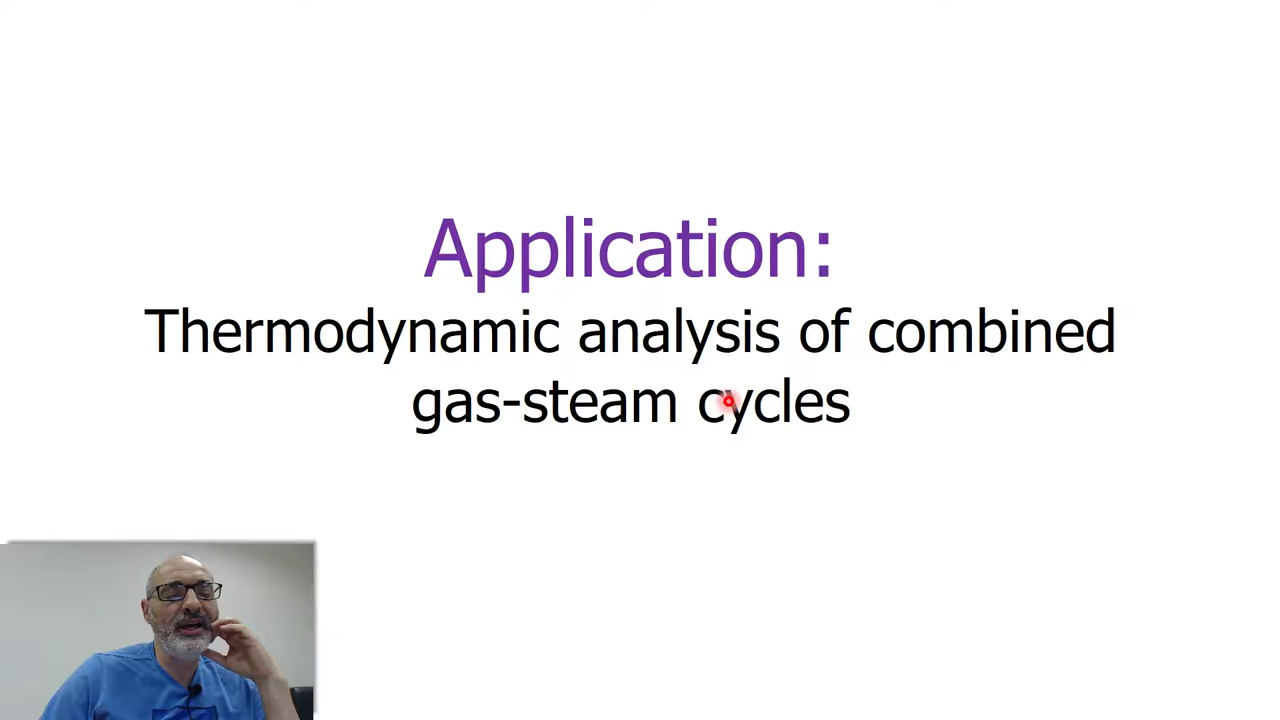 Application:
Thermodynamic analysis of combined
gas-steam cycles